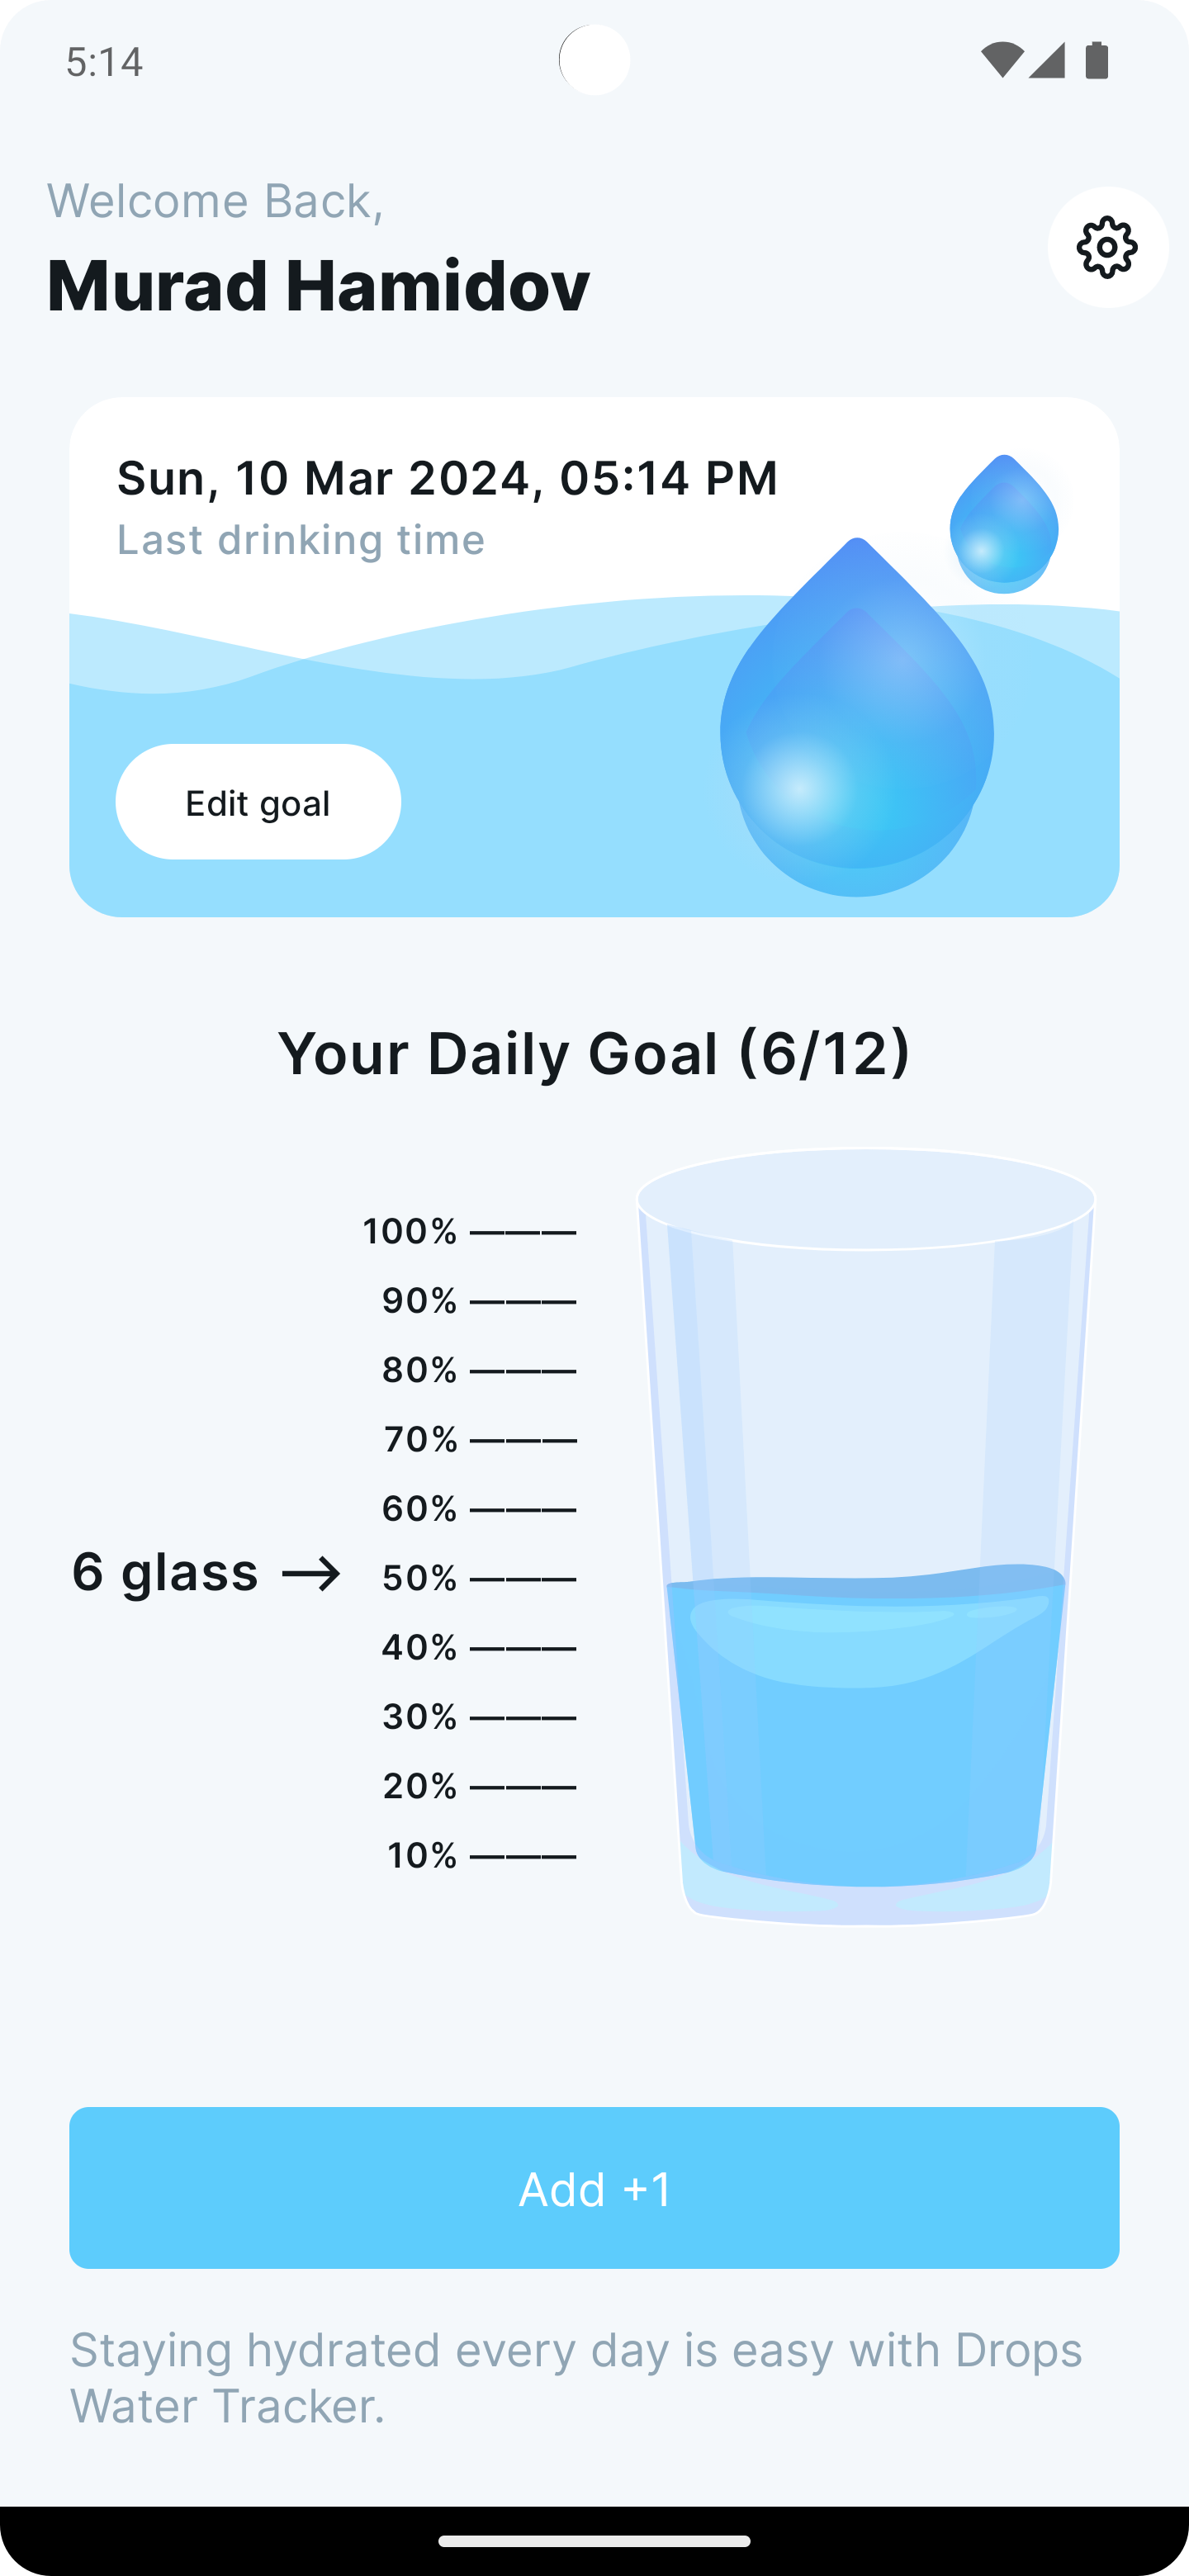 5:14
Welcome Back,
Murad Hamidov
Sun, 10 Mar 2024, 05:14 PM
Last drinking time
Edit goal
Your Daily Goal (6/12)
100% ———
90% ———
80% ———
70% ———
60% ———
6 glass → 50% ———
40% ———
30% ———
20% ———
10% ———
Add +1
Staying hydrated every day is easy with Drops
Water Tracker.